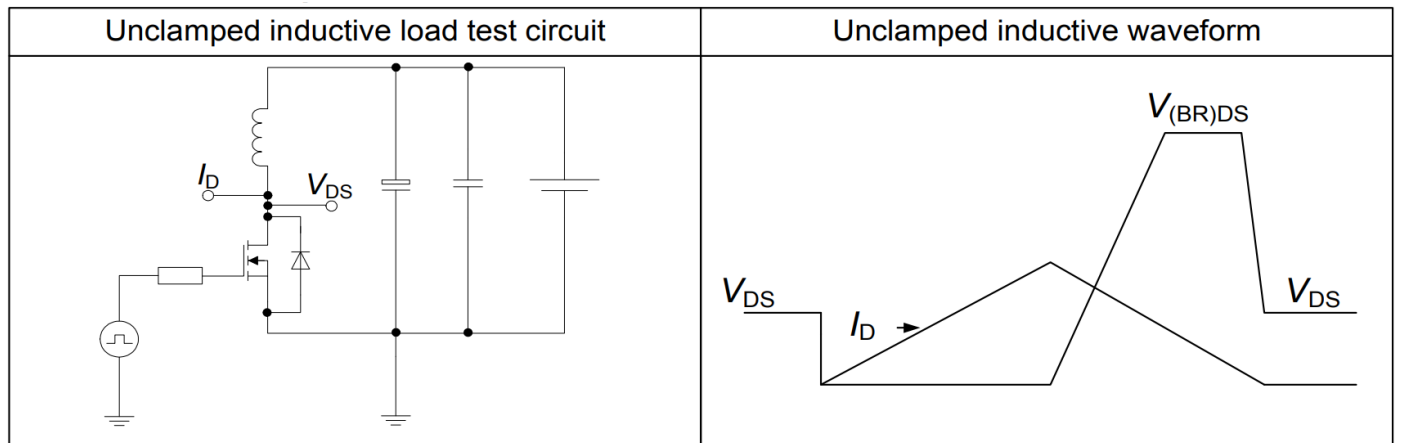 Unclamped inductive load test circuit
Unclamped inductive waveform
ID
VDS
V(BR)DS
VDS
ID
VDS